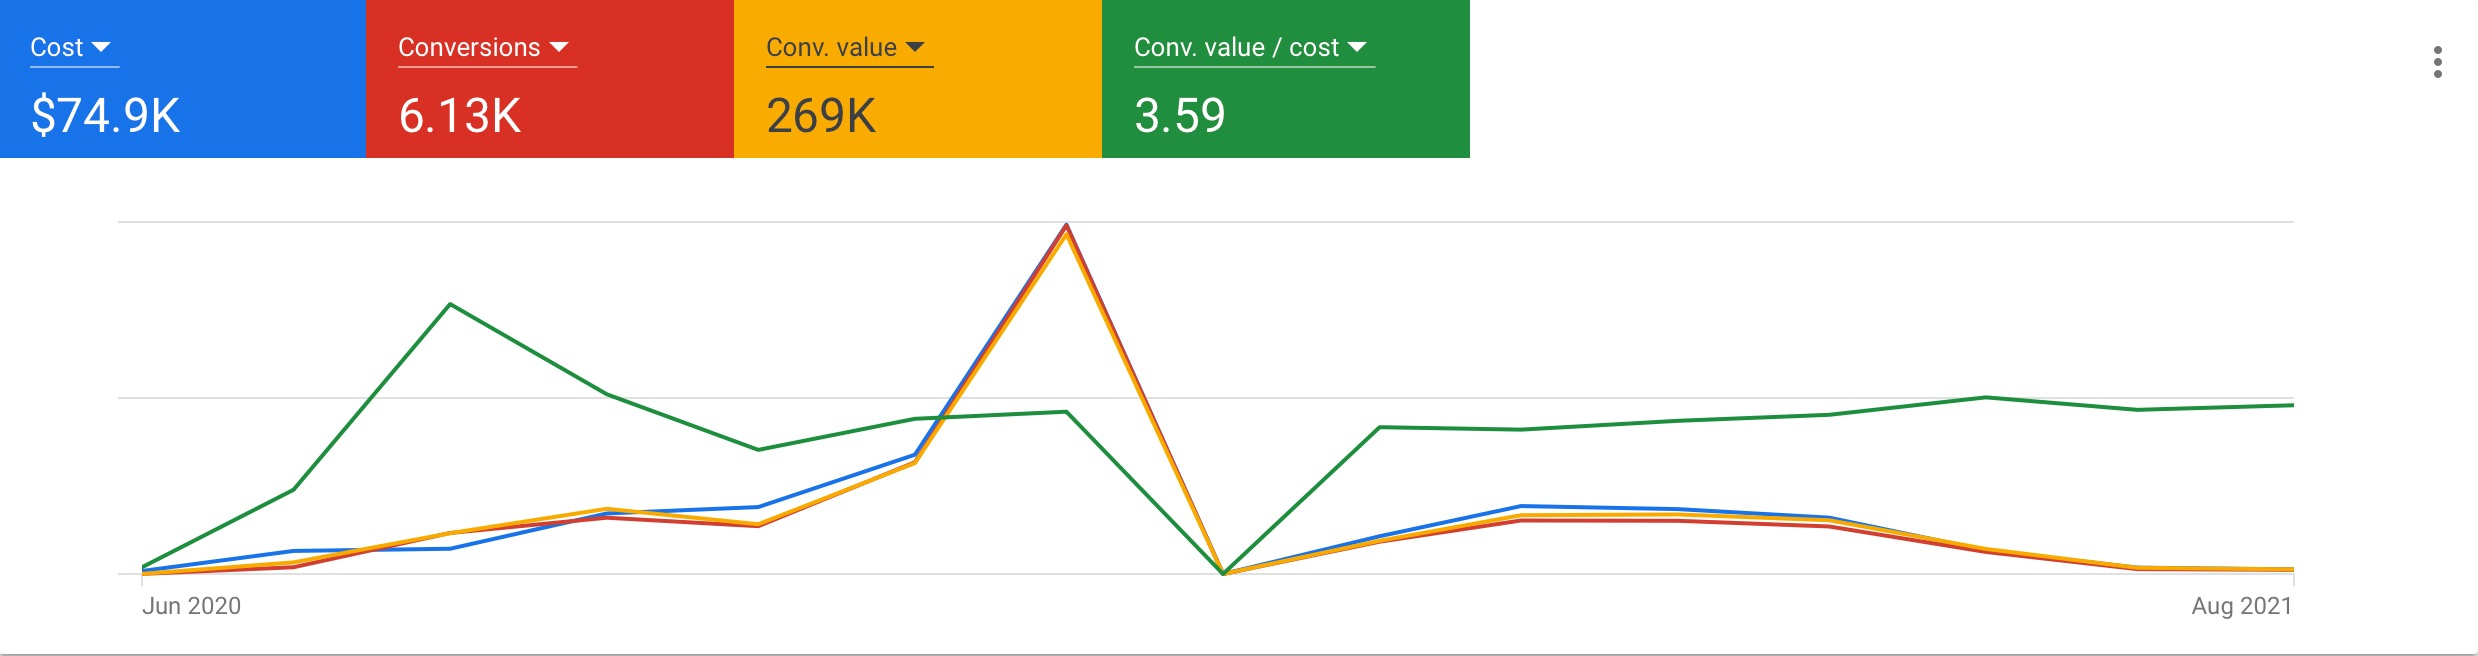 Cost
Conversions
Conv. value
Conv. value / cost
$74.9K
6.13K
269K
3.59
Jun 2020
Aug 2021